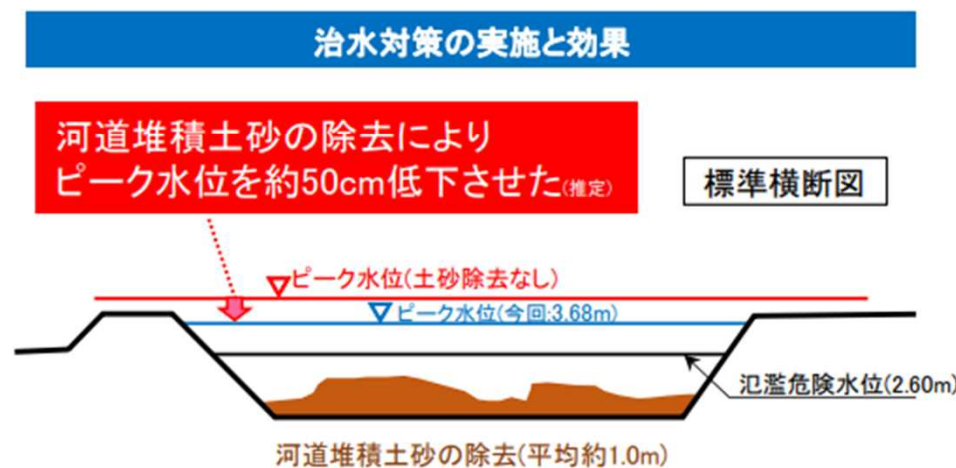 治水対策の実施と効果
河道堆積土砂の除去により
ピーク水位を約50cm低下させた(推定)
標準横断図
ピーク水位(土砂除去なし)
ピーク水位(今回:3.68m)
氾濫危険水位(2.60m)
河道堆積土砂の除去(平均約1.0m)